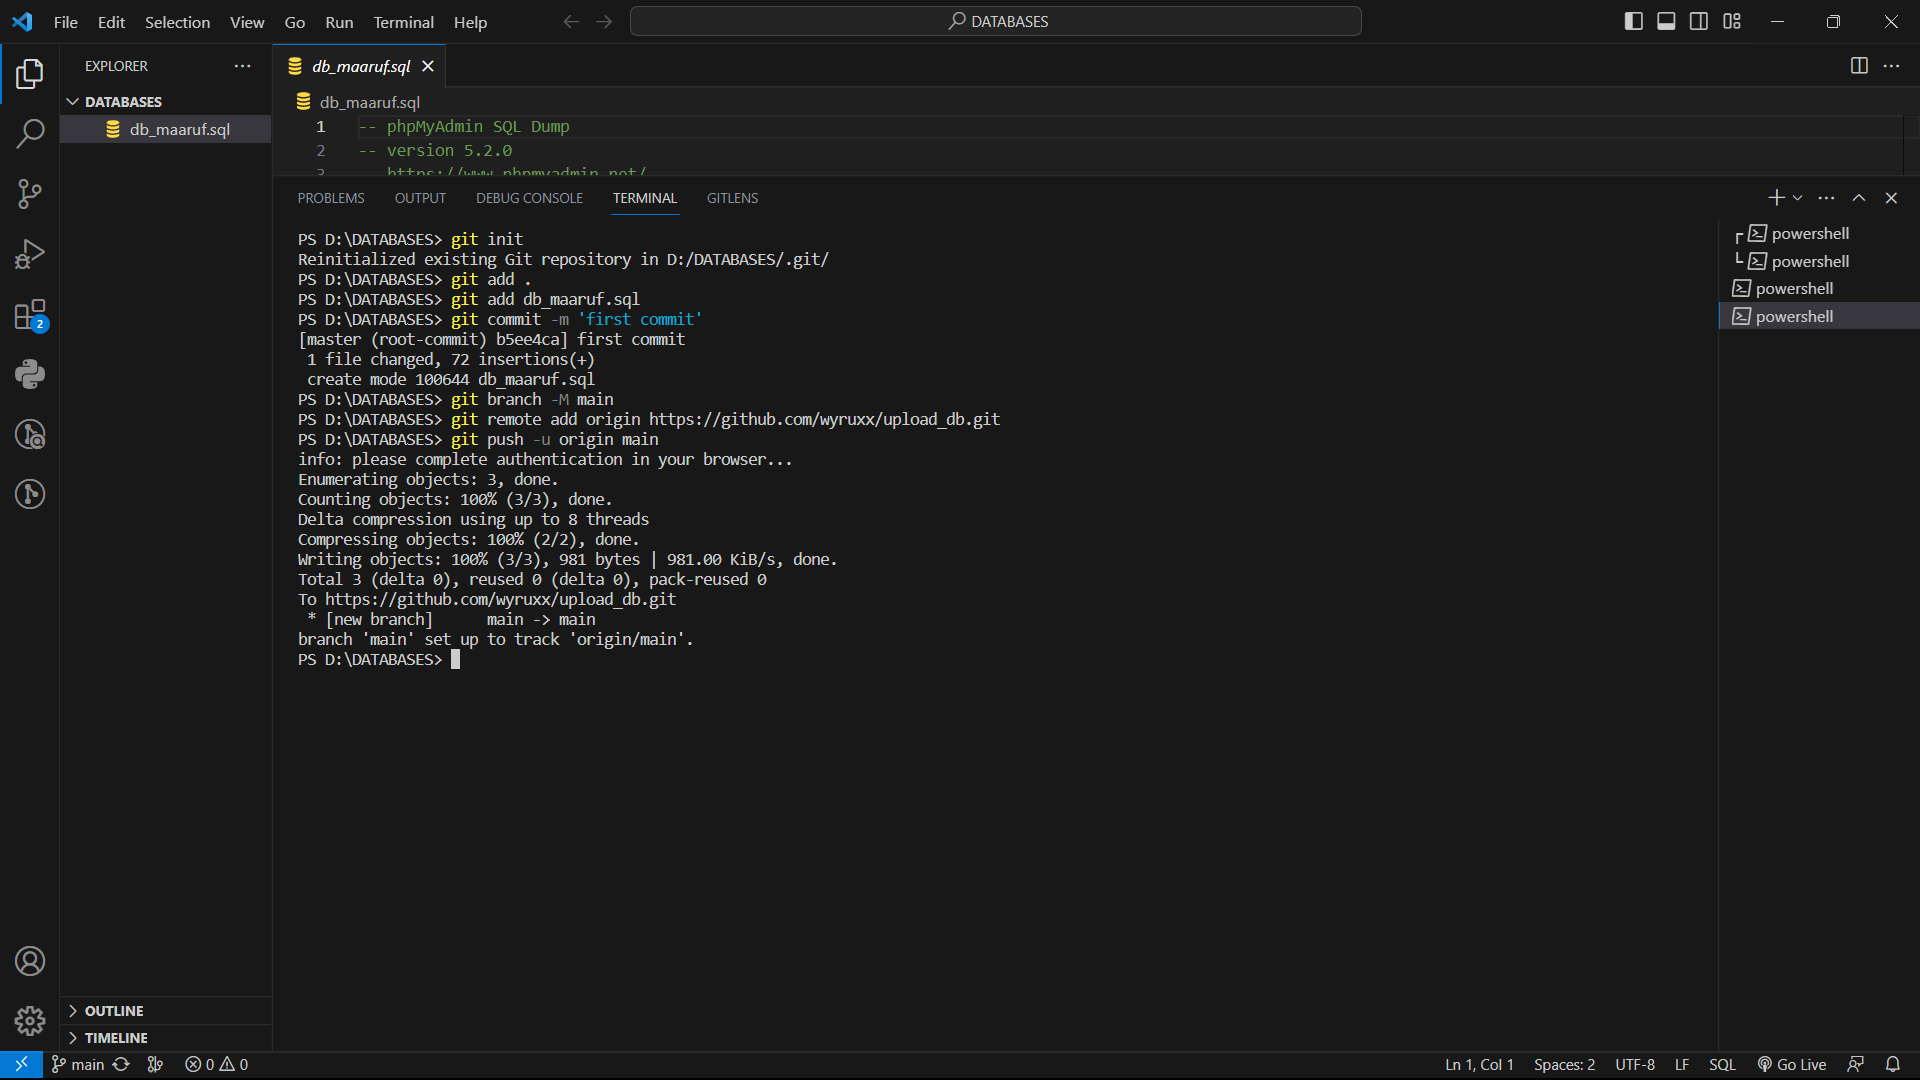 File Edit Selection View Go Run Terminal Help
DATABASES
EXPLORER
DATABASES
db_maaruf.sql
2
OUTLINE
TIMELINE
db_maaruf.sql
db_maaruf.sql
1 -- phpMyAdmin SQL Dump
2 -- version 5.2.0
3 https://www.phpmyadmin.net/
PROBLEMS OUTPUT DEBUG CONSOLE TERMINAL GITLENS
PS D:\DATABASES> git init
Reinitialized existing Git repository in D:/DATABASES/.git/
PS D:\DATABASES> git add .
PS D:\DATABASES> git add db_maaruf.sql
PS D:\DATABASES> git commit -m 'first commit'
[master (root-commit) b5ee4ca] first commit
 1 file changed, 72 insertions(+)
 create mode 100644 db_maaruf.sql
PS D:\DATABASES> git branch -M main
PS D:\DATABASES> git remote add origin https://github.com/wyruxx/upload_db.git
PS D:\DATABASES> git push -u origin main
info: please complete authentication in your browser...
Enumerating objects: 3, done.
Counting objects: 100% (3/3), done.
Delta compression using up to 8 threads
Compressing objects: 100% (2/2), done.
Writing objects: 100% (3/3), 981 bytes | 981.00 KiB/s, done.
Total 3 (delta 0), reused 0 (delta 0), pack-reused 0
To https://github.com/wyruxx/upload_db.git
 * [new branch]      main -> main
branch 'main' set up to track 'origin/main'.
PS D:\DATABASES>
powershell
powershell
powershell
powershell
main 0 0 Ln 1, Col 1 Spaces: 2 UTF-8 LF SQL Go Live